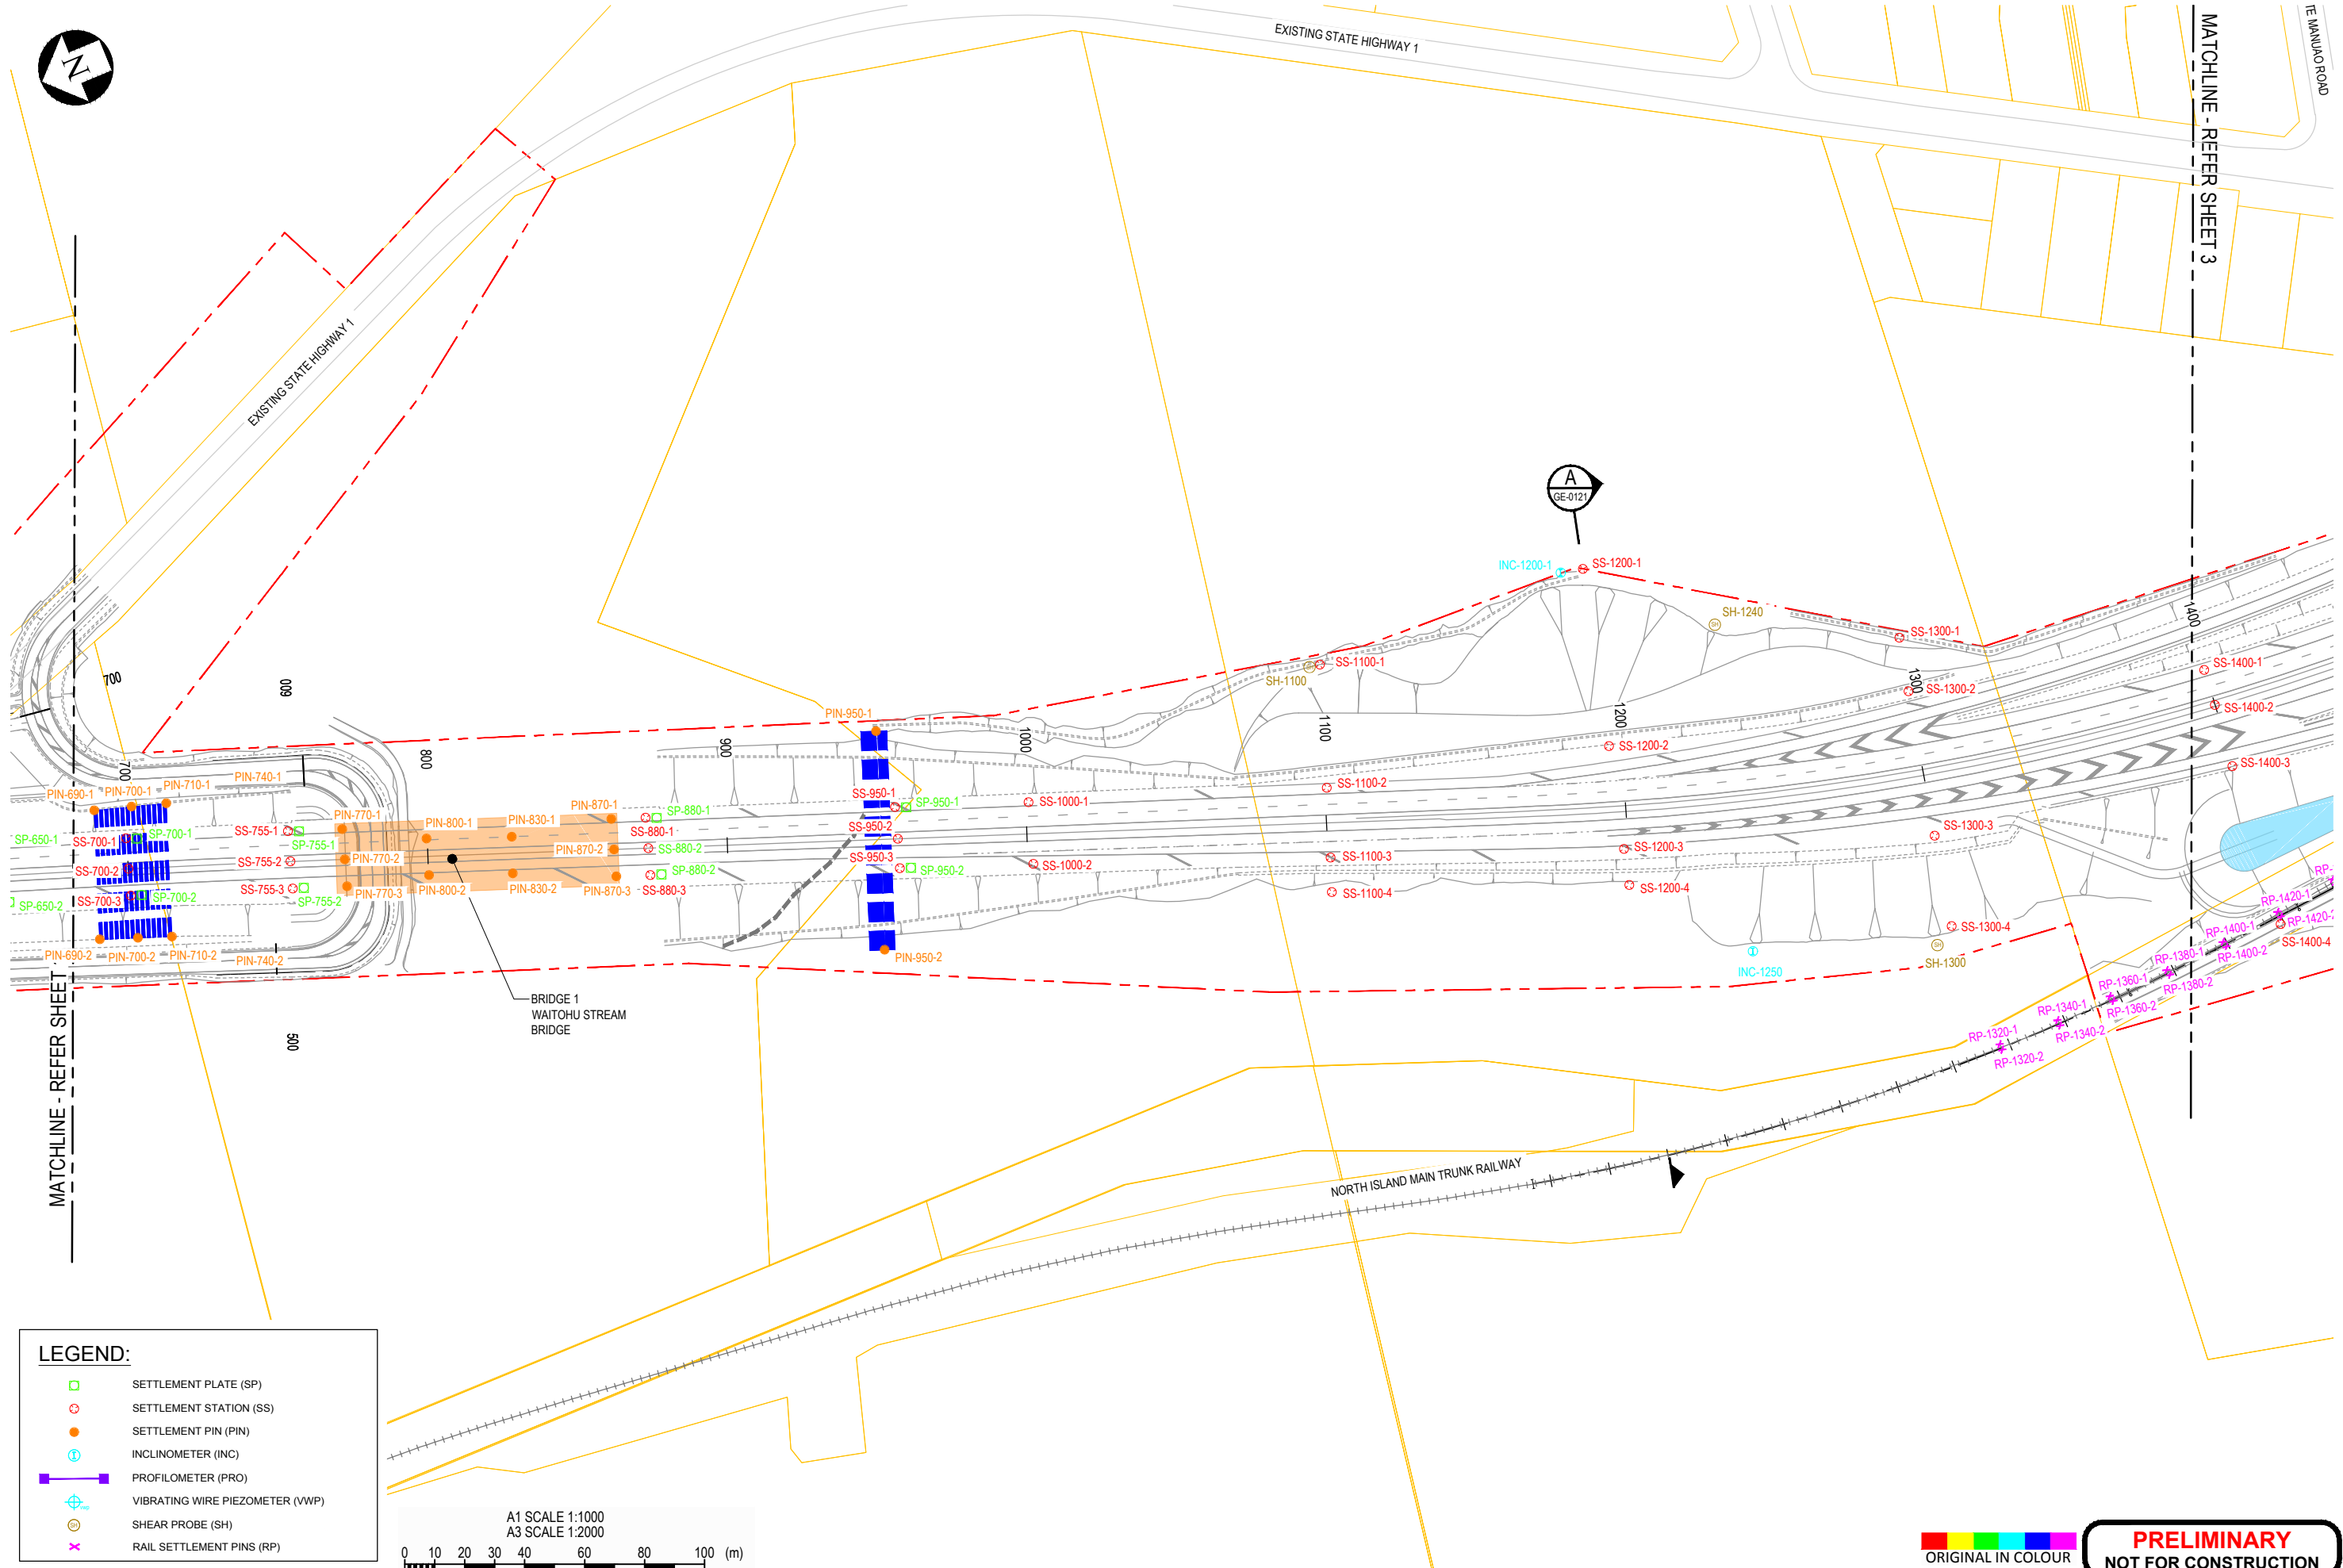 N
EXISTING STATE HIGHWAY 1
TE MANUAO ROAD
MATCHLINE - REFER SHEET 3
EXISTING STATE HIGHWAY 1
A
GE-0121
INC-1200-1
SS-1200-1
SH-1240
SS-1300-1
SS-1100-1
SH-1100
SS-1300-2
SS-1400-1
SS-1400-2
SS-1400-3
700
600
700
800
900
1000
1100
1200
1300
1400
500
PIN-950-1
SS-1200-2
SS-1100-2
SS-1000-1
PIN-690-1
PIN-700-1
PIN-710-1
PIN-740-1
PIN-770-1
PIN-800-1
PIN-830-1
PIN-870-1
SP-880-1
SS-880-1
SS-950-1
SP-950-1
SP-650-1
SS-700-1
SP-700-1
SS-755-1
SP-755-1
SS-700-2
SS-755-2
PIN-770-2
PIN-870-2
SS-880-2
SS-950-2
SS-950-3
SP-950-2
SS-1000-2
SS-1100-3
SS-1200-3
SS-1300-3
SP-650-2
SS-700-3
SP-700-2
SS-755-3
SP-755-2
PIN-770-3
PIN-800-2
PIN-830-2
PIN-870-3
SP-880-2
SS-880-3
SS-1100-4
SS-1200-4
SS-1300-4
PIN-690-2
PIN-700-2
PIN-710-2
PIN-740-2
PIN-950-2
INC-1250
SH
SH-1300
RP-
RP-1420-1
RP-1420-2
SS-1400-4
RP-1400-1
RP-1400-2
RP-1380-1
RP-1380-2
RP-1360-1
RP-1360-2
RP-1340-1
RP-1340-2
RP-1320-1
RP-1320-2
MATCHLINE - REFER SHEET
BRIDGE 1
WAITOHU STREAM
BRIDGE
NORTH ISLAND MAIN TRUNK RAILWAY
LEGEND:
SETTLEMENT PLATE (SP)
SETTLEMENT STATION (SS)
SETTLEMENT PIN (PIN)
INCLINOMETER (INC)
PROFILOMETER (PRO)
VIBRATING WIRE PIEZOMETER (VWP)
SH SHEAR PROBE (SH)
RAIL SETTLEMENT PINS (RP)
A1 SCALE 1:1000
A3 SCALE 1:2000
0 10 20 30 40 60 80 100 (m)
ORIGINAL IN COLOUR
PRELIMINARY
NOT FOR CONSTRUCTION